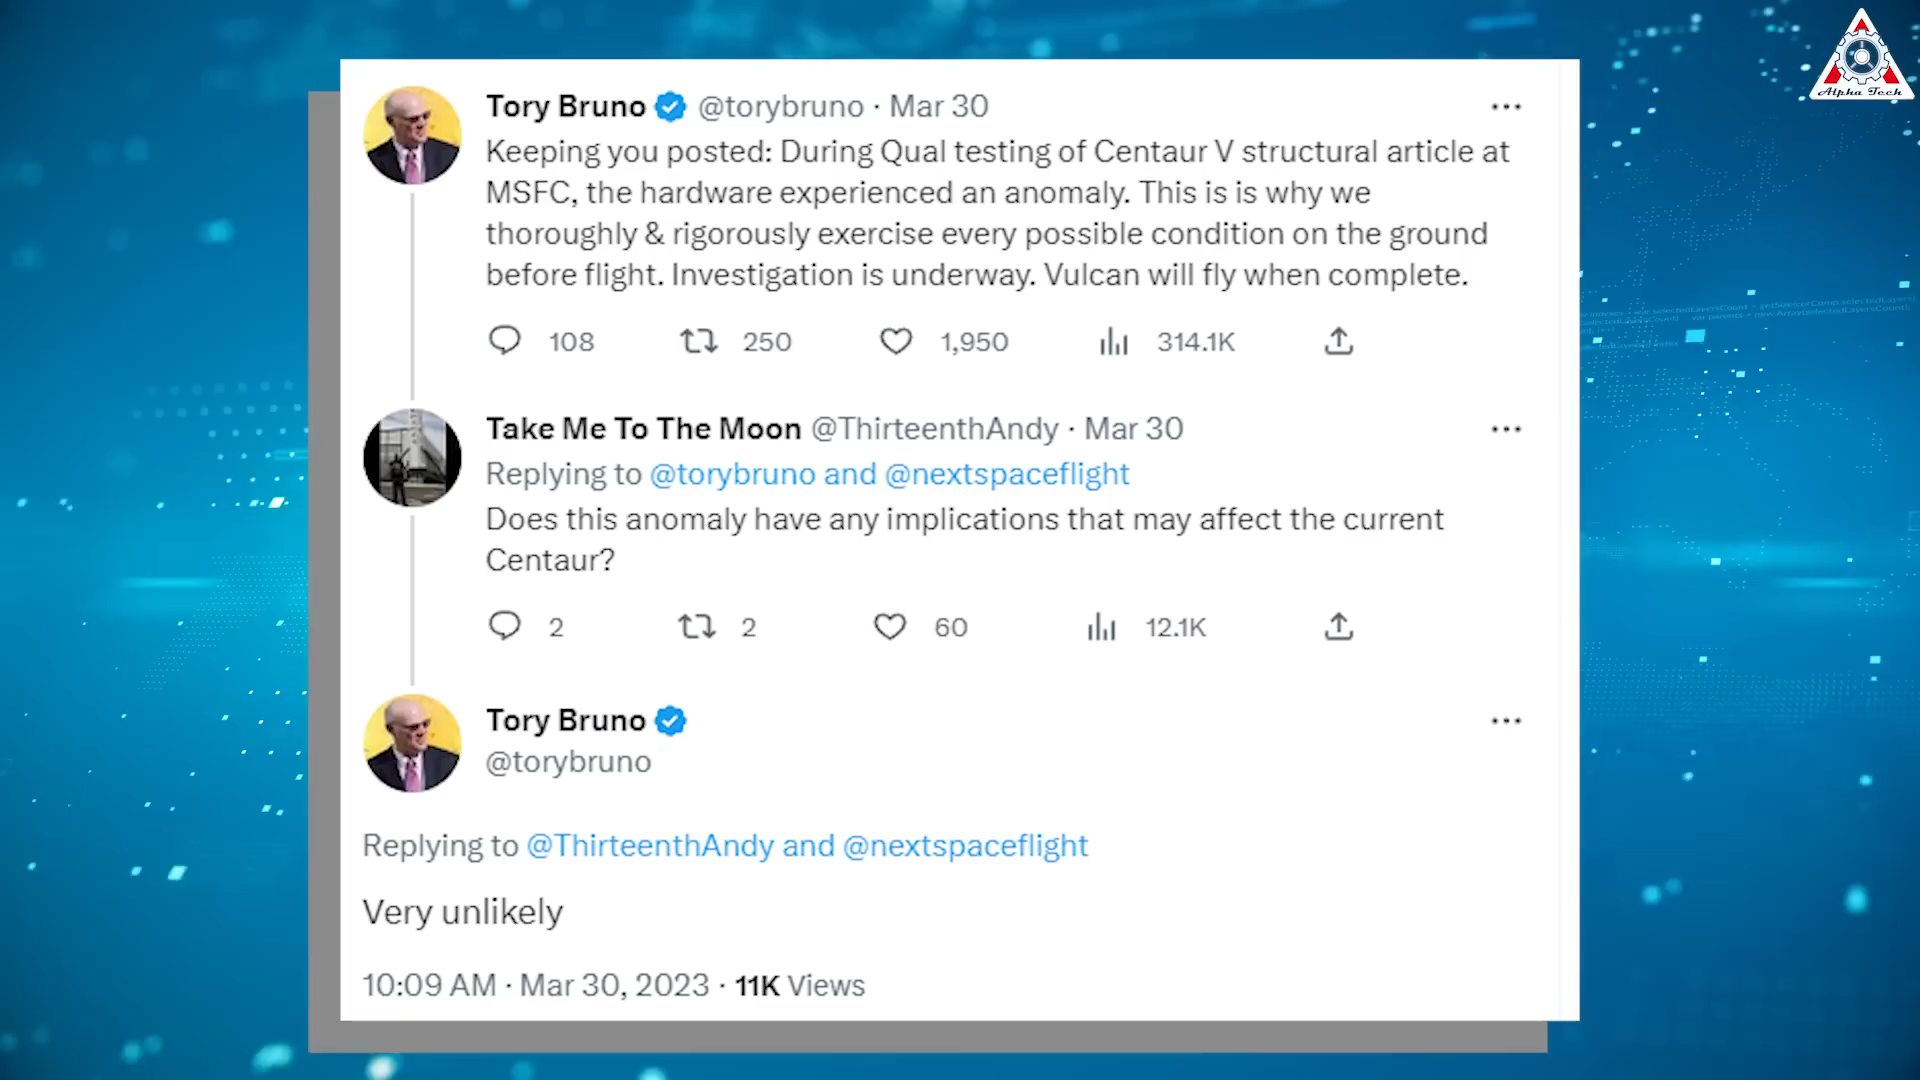 Alpha Tech
Tory Bruno @torybruno · Mar 30
Keeping you posted: During Qual testing of Centaur V structural article at
MSFC, the hardware experienced an anomaly. This is is why we
thoroughly & rigorously exercise every possible condition on the ground
before flight. Investigation is underway. Vulcan will fly when complete.
108 250 1,950 314.1K
Take Me To The Moon @ThirteenthAndy · Mar 30
Replying to @torybruno and @nextspaceflight
Does this anomaly have any implications that may affect the current
Centaur?
2 2 60 12.1K
Tory Bruno
@torybruno
Replying to @ThirteenthAndy and @nextspaceflight
Very unlikely
10:09 AM · Mar 30, 2023 · 11K Views